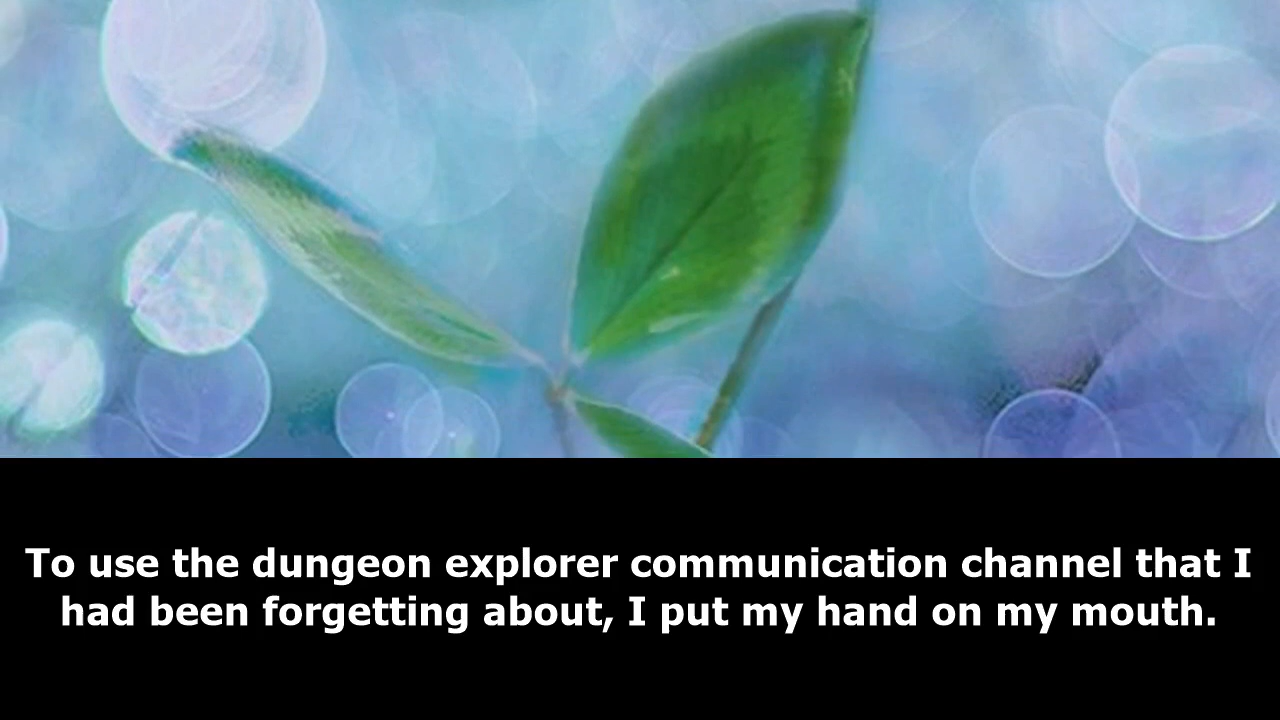 To use the dungeon explorer communication channel that I
had been forgetting about, I put my hand on my mouth.